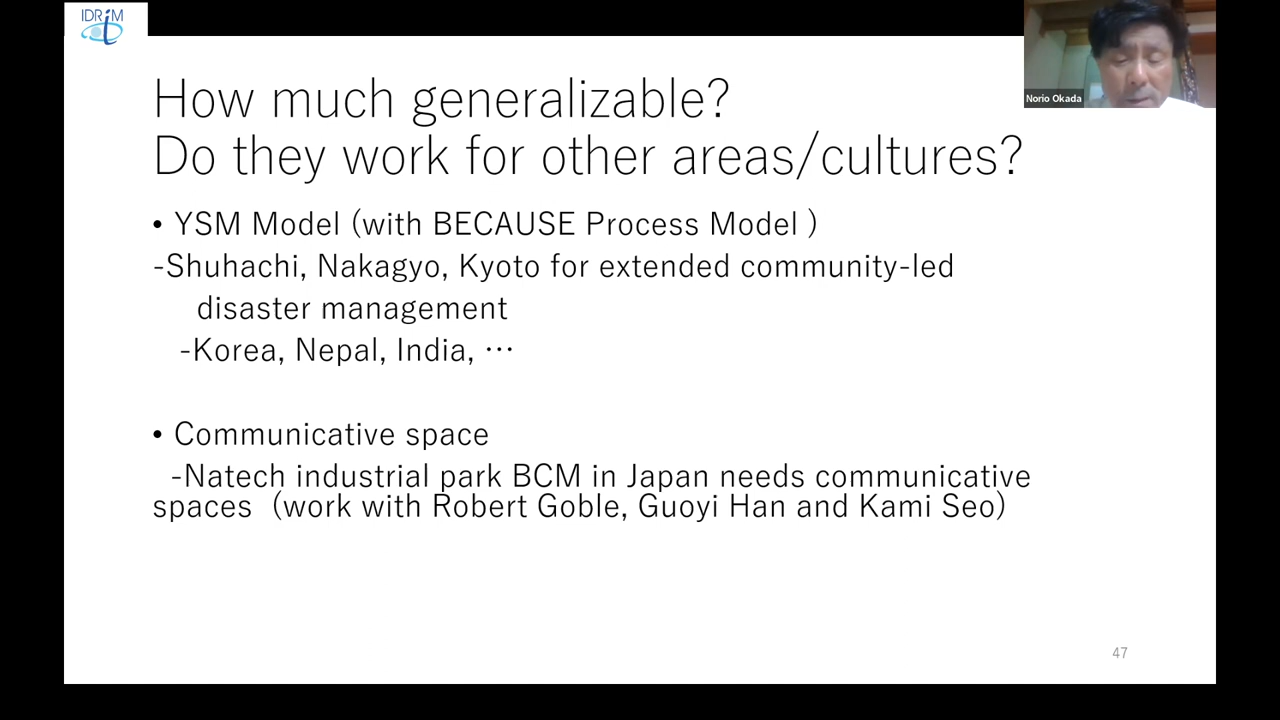 IDRiM
Norio Okada
How much generalizable?
Do they work for other areas/cultures?
• YSM Model (with BECAUSE Process Model )
-Shuhachi, Nakagyo, Kyoto for extended community-led
disaster management
-Korea, Nepal, India, ···
• Communicative space
-Natech industrial park BCM in Japan needs communicative
spaces (work with Robert Goble, Guoyi Han and Kami Seo)
47